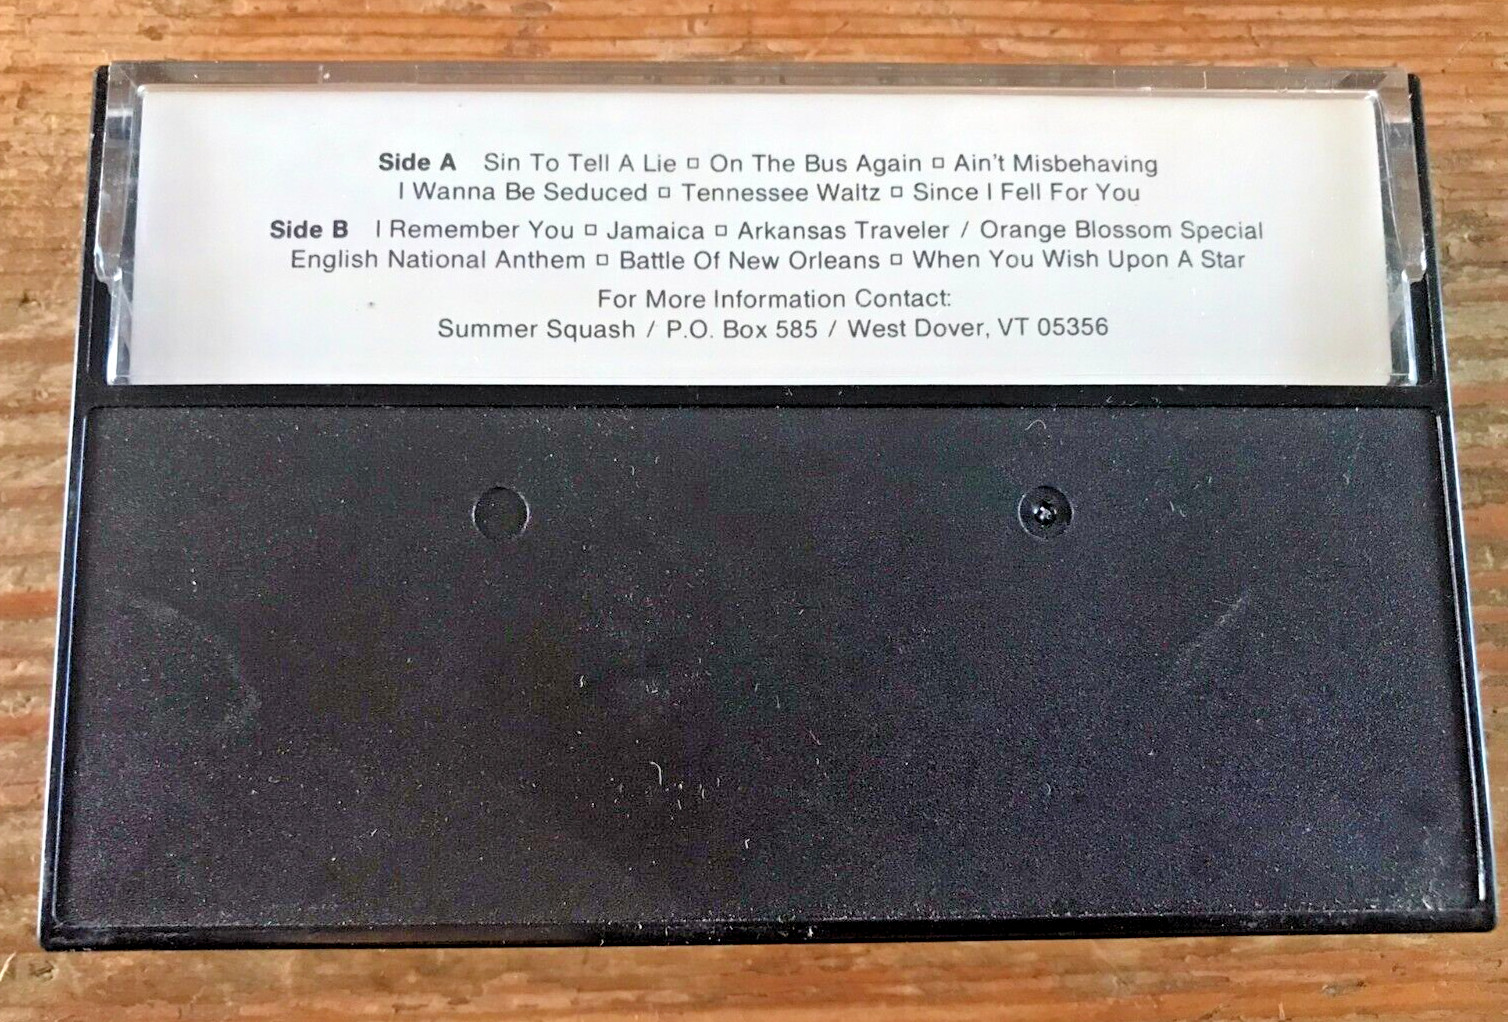 Side A Sin To Tell A Lie ▫ On The Bus Again ▫ Ain't Misbehaving
I Wanna Be Seduced ▫ Tennessee Waltz ▫ Since I Fell For You
Side B I Remember You ▫ Jamaica ▫ Arkansas Traveler / Orange Blossom Special
English National Anthem ▫ Battle Of New Orleans ▫ When You Wish Upon A Star
For More Information Contact:
Summer Squash / P.O. Box 585 / West Dover, VT 05356